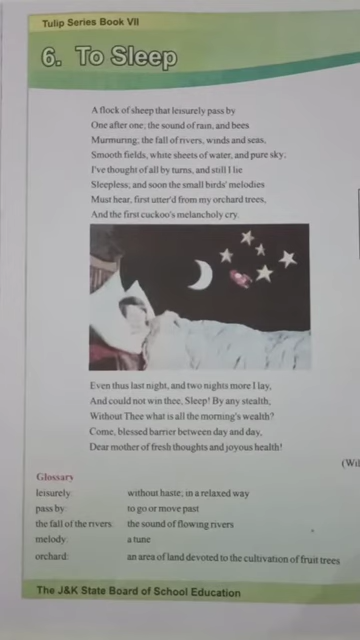 Tulip Series Book VII
6. To Sleep
A flock of sheep that leisurely pass by
One after one; the sound of rain, and bees
Murmuring; the fall of rivers, winds and seas,
Smooth fields, white sheets of water, and pure sky;
I've thought of all by turns, and still I lie
Sleepless; and soon the small birds' melodies
Must hear, first utter'd from my orchard trees,
And the first cuckoo's melancholy cry.
Even thus last night, and two nights more I lay,
And could not win thee, Sleep! By any stealth,
Without Thee what is all the morning's wealth?
Come, blessed barrier between day and day,
Dear mother of fresh thoughts and joyous health!
(Wil
Glossary
leisurely: without haste; in a relaxed way
pass by: to go or move past
the fall of the rivers: the sound of flowing rivers
melody: a tune
orchard: an area of land devoted to the cultivation of fruit trees
The J&K State Board of School Education